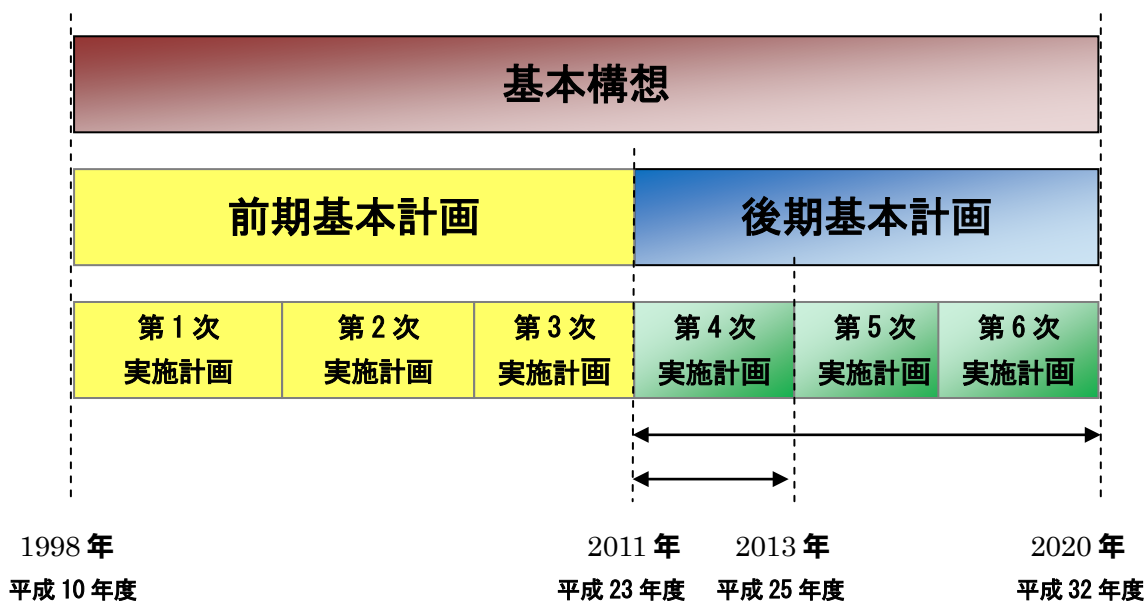 基本構想
前期基本計画 後期基本計画
第1次 第2次 第3次 第4次 第5次 第6次
実施計画 実施計画 実施計画 実施計画 実施計画 実施計画
1998 年 2011 年 2013 年 2020 年
平成 10 年度 平成 23 年度 平成 25 年度 平成 32 年度